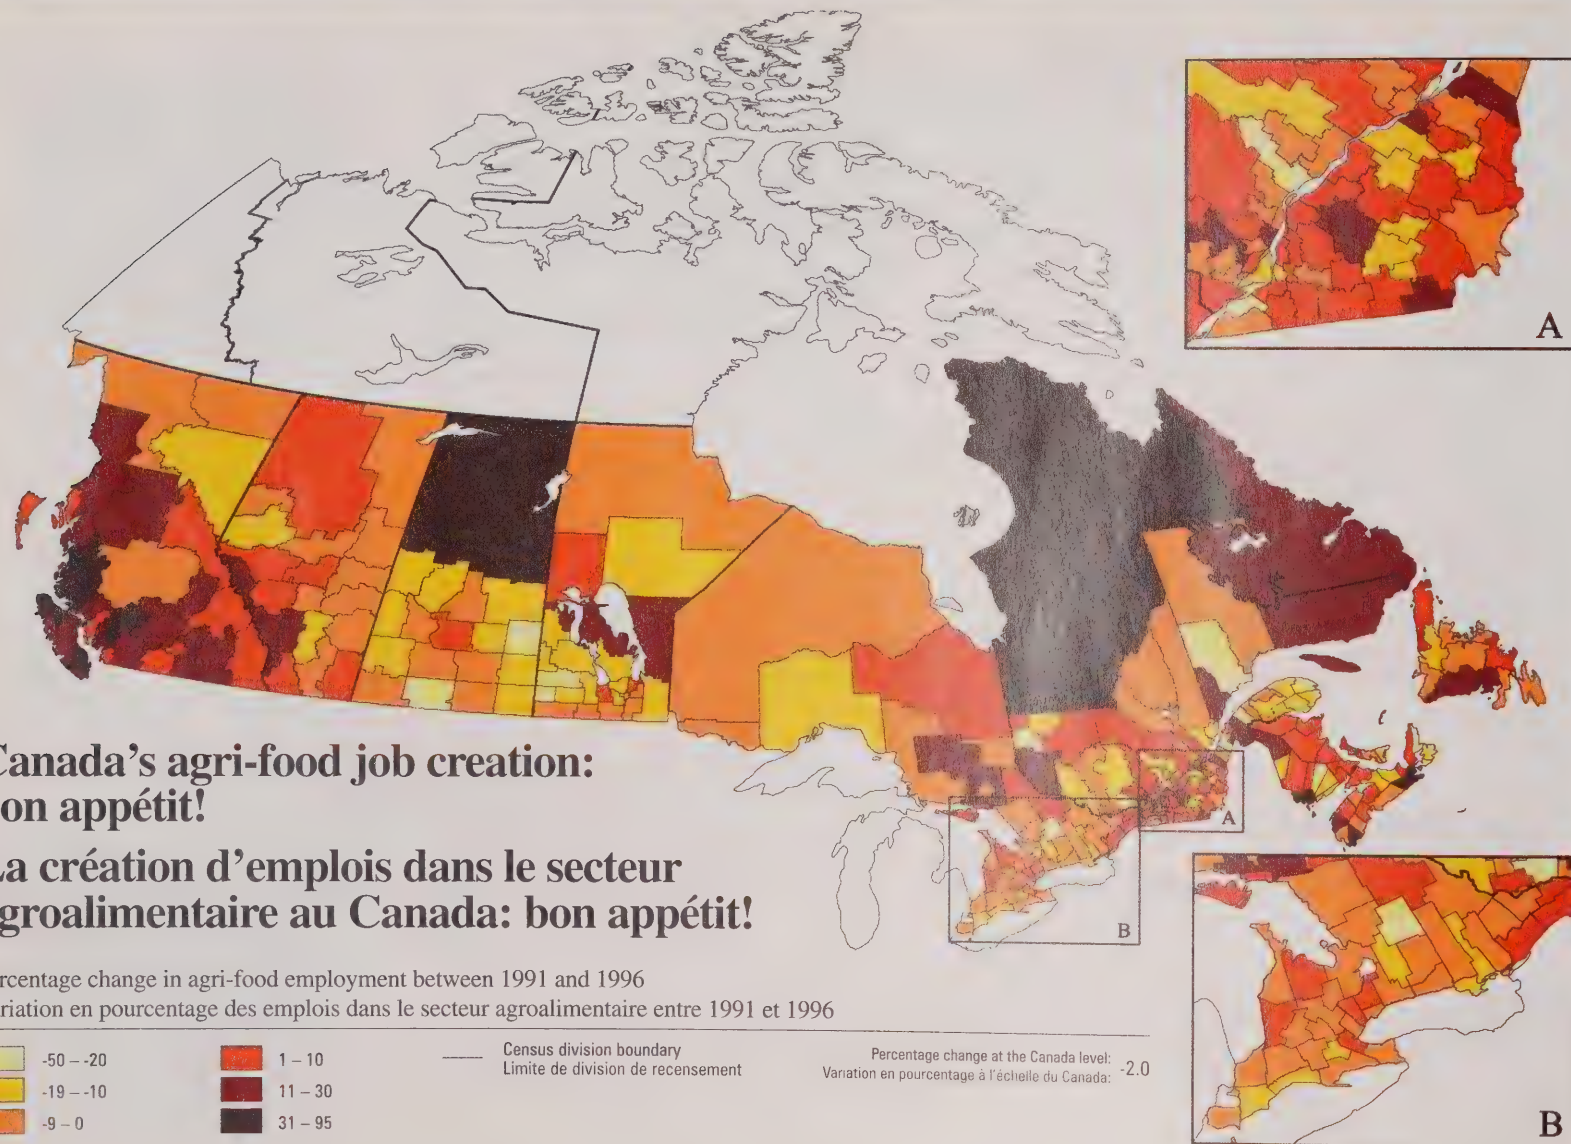 A
Canada's agri-food job creation:
on appétit!
La création d'emplois dans le secteur
groalimentaire au Canada: bon appétit!
A
B
rcentage change in agri-food employment between 1991 and 1996
riation en pourcentage des emplois dans le secteur agroalimentaire entre 1991 et 1996
-50 – -20
-19 – -10
-9 – 0
1 – 10
11 – 30
31 – 95
Census division boundary
Limite de division de recensement
Percentage change at the Canada level:
Variation en pourcentage à l'échelle du Canada: -2.0
B